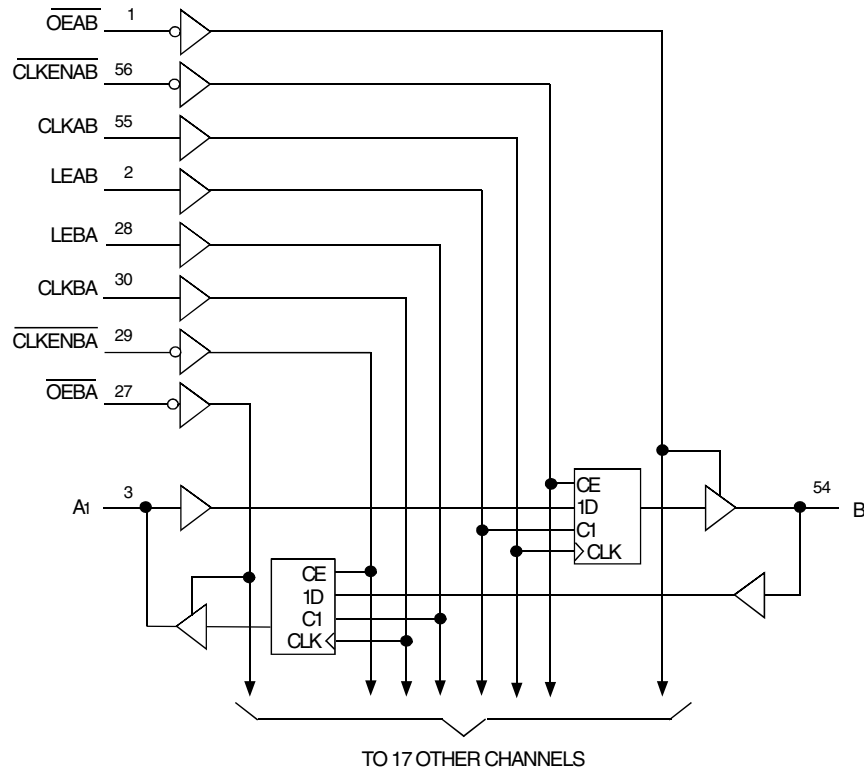 OEAB 1
CLKENAB 56
CLKAB 55
LEAB 2
LEBA 28
CLKBA 30
CLKENBA 29
OEBA 27
A1 3
CE
1D
C1
CLK
54
B
CE
1D
C1
CLK
TO 17 OTHER CHANNELS